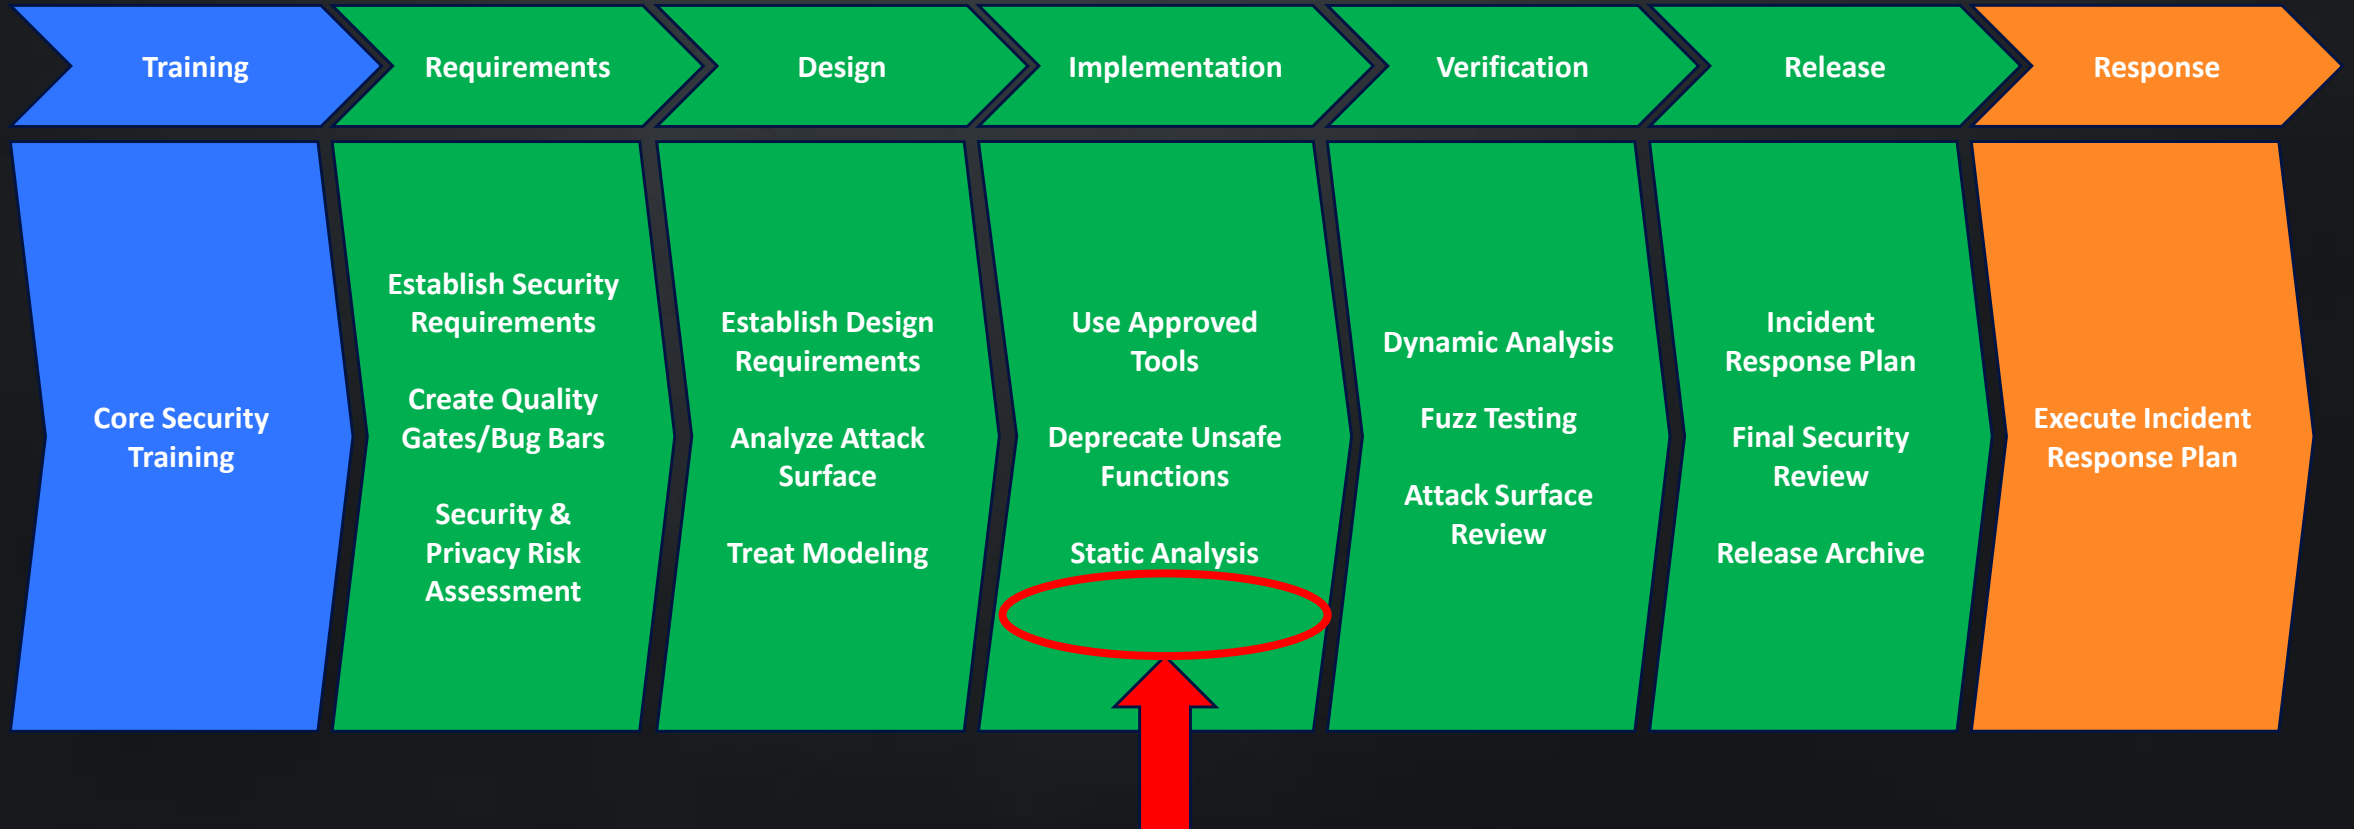 Training
Requirements
Design
Implementation
Verification
Release
Response
Core Security
Training
Establish Security
Requirements
Create Quality
Gates/Bug Bars
Security &
Privacy Risk
Assessment
Establish Design
Requirements
Analyze Attack
Surface
Treat Modeling
Use Approved
Tools
Deprecate Unsafe
Functions
Static Analysis
Dynamic Analysis
Fuzz Testing
Attack Surface
Review
Incident
Response Plan
Final Security
Review
Release Archive
Execute Incident
Response Plan